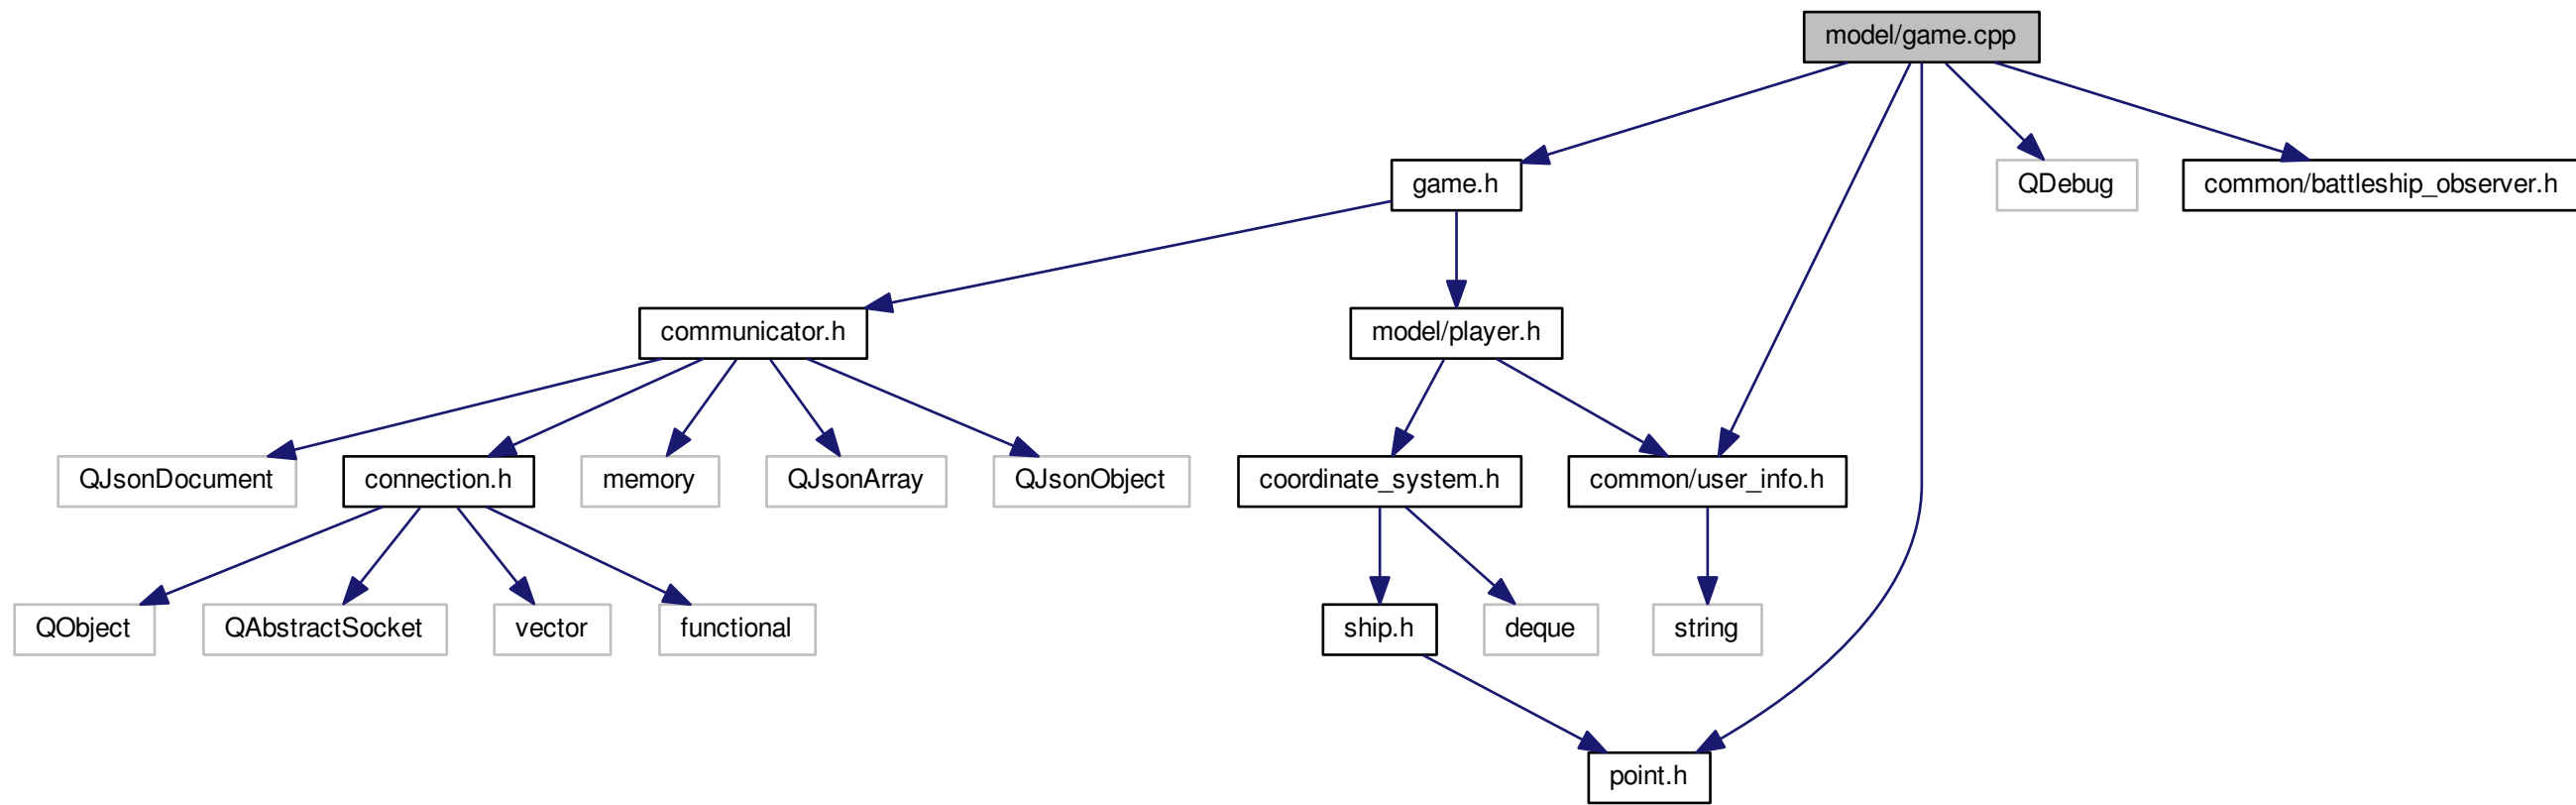 model/game.cpp
game.h
QDebug
common/battleship_observer.h
communicator.h
model/player.h
QJsonDocument
connection.h
memory
QJsonArray
QJsonObject
coordinate_system.h
common/user_info.h
QObject
QAbstractSocket
vector
functional
ship.h
deque
string
point.h